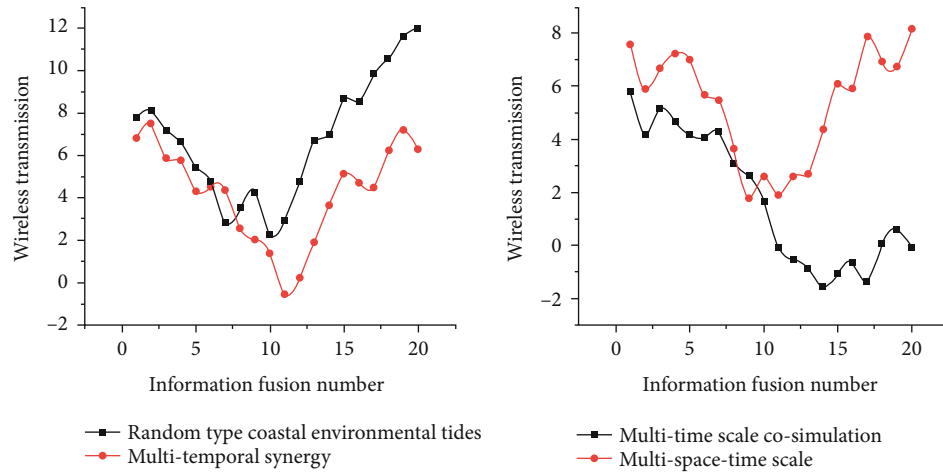 12
10
8
6
4
2
0
−2
Wireless transmission
0 5 10 15 20
Information fusion number
Random type coastal environmental tides
Multi-temporal synergy
8
6
4
2
0
−2
Wireless transmission
0 5 10 15 20
Information fusion number
Multi-time scale co-simulation
Multi-space-time scale